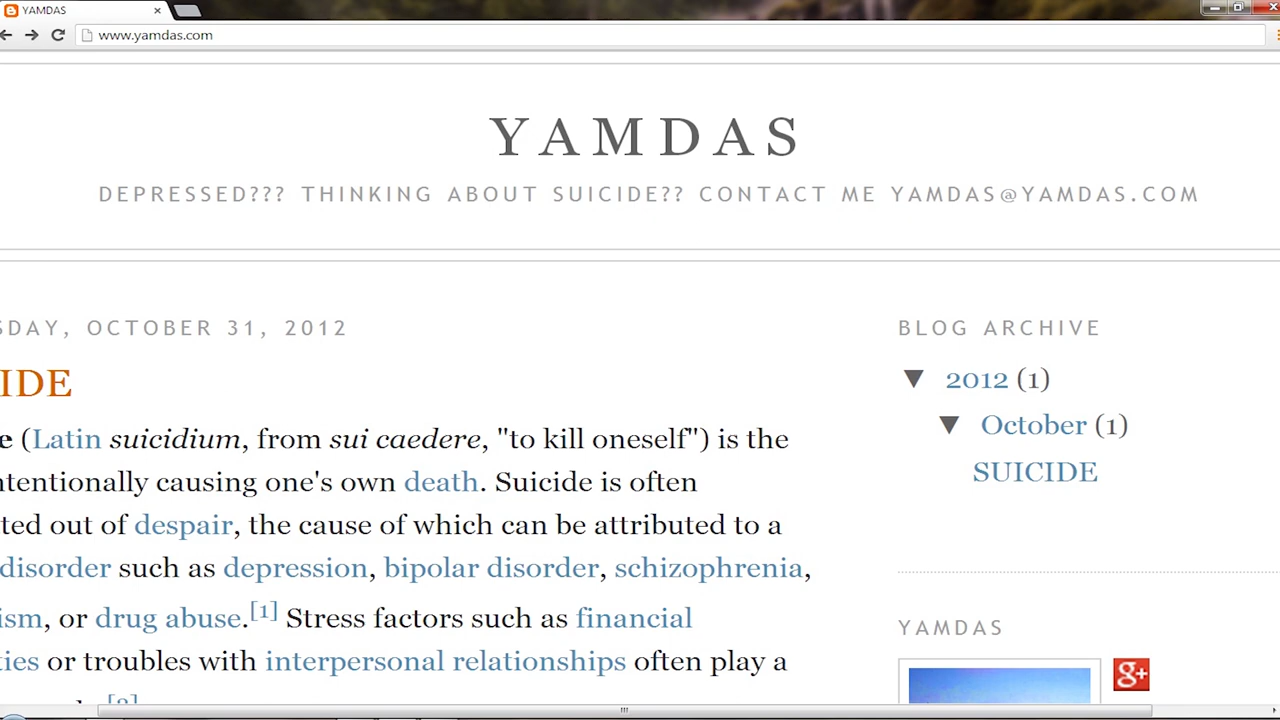 YAMDAS
www.yamdas.com
YAMDAS
DEPRESSED??? THINKING ABOUT SUICIDE?? CONTACT ME YAMDAS@YAMDAS.COM
SDAY, OCTOBER 31, 2012
IDE
e (Latin suicidium, from sui caedere, "to kill oneself") is the
ntentionally causing one's own death. Suicide is often
ted out of despair, the cause of which can be attributed to a
disorder such as depression, bipolar disorder, schizophrenia,
ism, or drug abuse.[1] Stress factors such as financial
ties or troubles with interpersonal relationships often play a
BLOG ARCHIVE
▼ 2012 (1)
▼ October (1)
SUICIDE
YAMDAS
g+